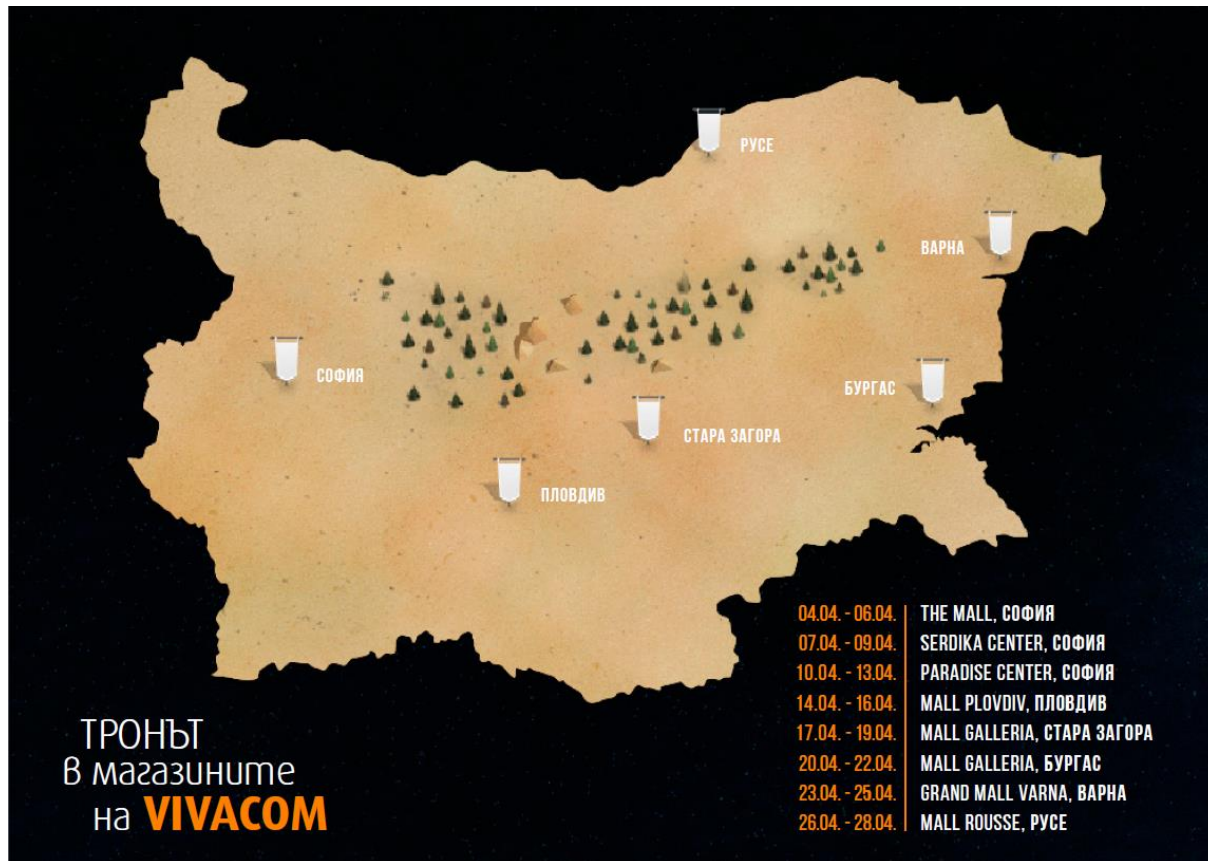 РУСЕ
ВАРНА
СОФИЯ
БУРГАС
СТАРА ЗАГОРА
ПЛОВДИВ
04.04. - 06.04. THE MALL, СОФИЯ
07.04. - 09.04. SERDIKA CENTER, СОФИЯ
10.04. - 13.04. PARADISE CENTER, СОФИЯ
14.04. - 16.04. MALL PLOVDIV, ПЛОВДИВ
17.04. - 19.04. MALL GALLERIA, СТАРА ЗАГОРА
20.04. - 22.04. MALL GALLERIA, БУРГАС
23.04. - 25.04. GRAND MALL VARNA, ВАРНА
26.04. - 28.04. MALL ROUSSE, РУСЕ
ТРОНЪТ
в магазините
на VIVACOM